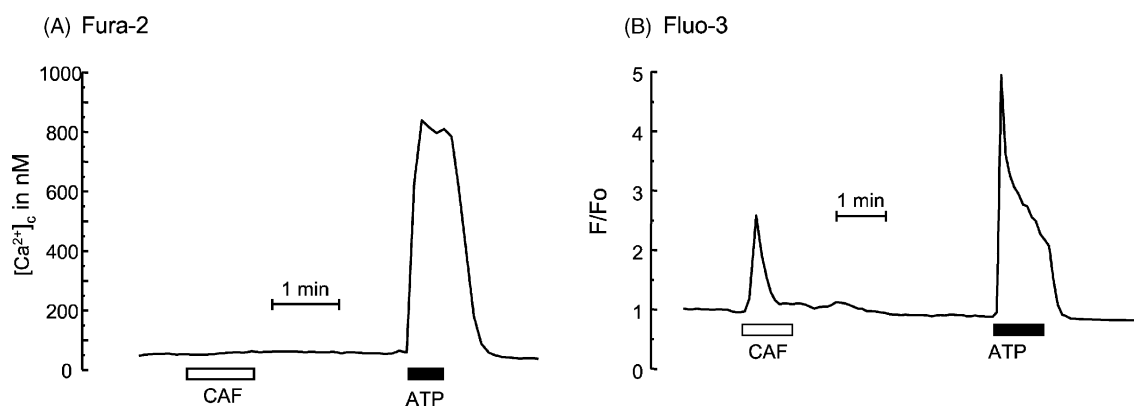 (A) Fura-2
1000
800
600
400
200
0
[Ca²⁺]c in nM
1 min
CAF
ATP
(B) Fluo-3
5
4
3
2
1
0
F/Fo
1 min
CAF
ATP